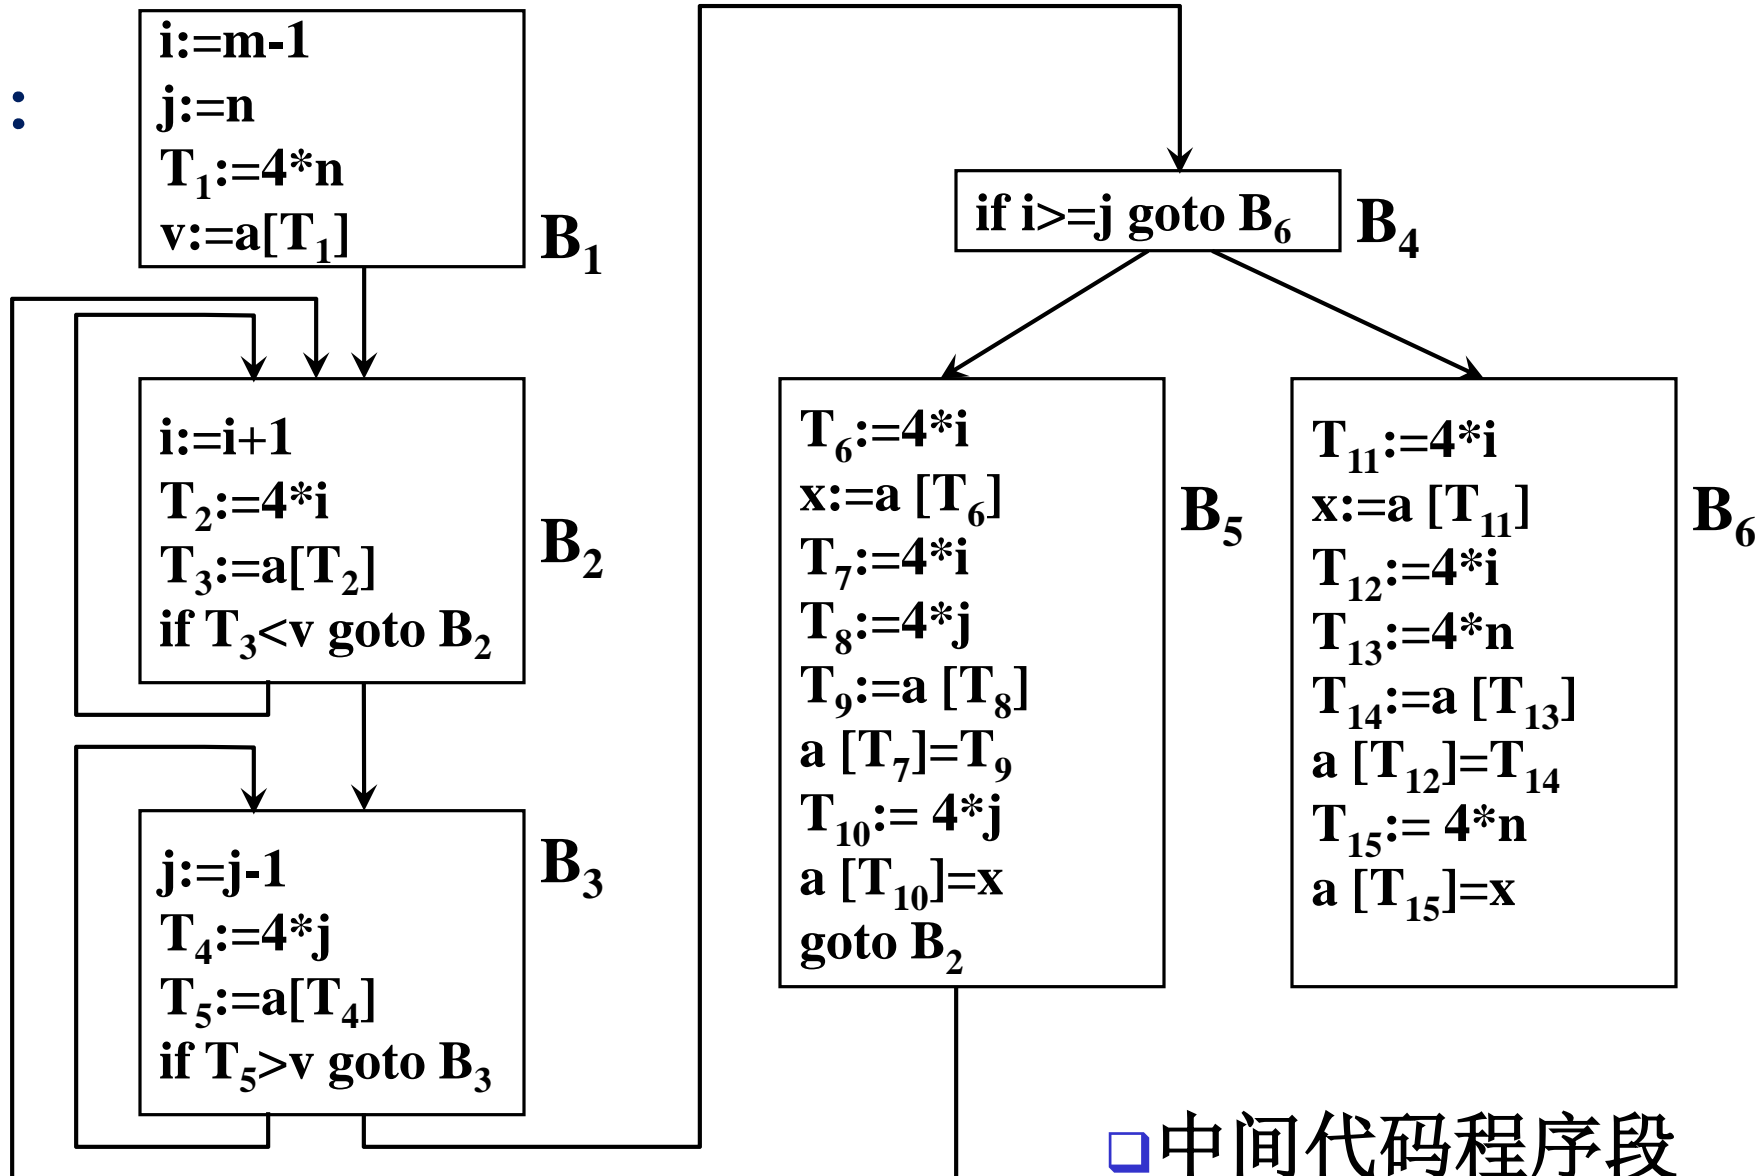 :
i:=m-1
j:=n
T₁:=4*n
v:=a[T₁]
B₁
i:=i+1
T₂:=4*i
T₃:=a[T₂]
if T₃<v goto B₂
B₂
j:=j-1
T₄:=4*j
T₅:=a[T₄]
if T₅>v goto B₃
B₃
if i>=j goto B₆
B₄
T₆:=4*i
x:=a [T₆]
T₇:=4*i
T₈:=4*j
T₉:=a [T₈]
a [T₇]=T₉
T₁₀:= 4*j
a [T₁₀]=x
goto B₂
B₅
T₁₁:=4*i
x:=a [T₁₁]
T₁₂:=4*i
T₁₃:=4*n
T₁₄:=a [T₁₃]
a [T₁₂]=T₁₄
T₁₅:= 4*n
a [T₁₅]=x
B₆
❑中间代码程序段